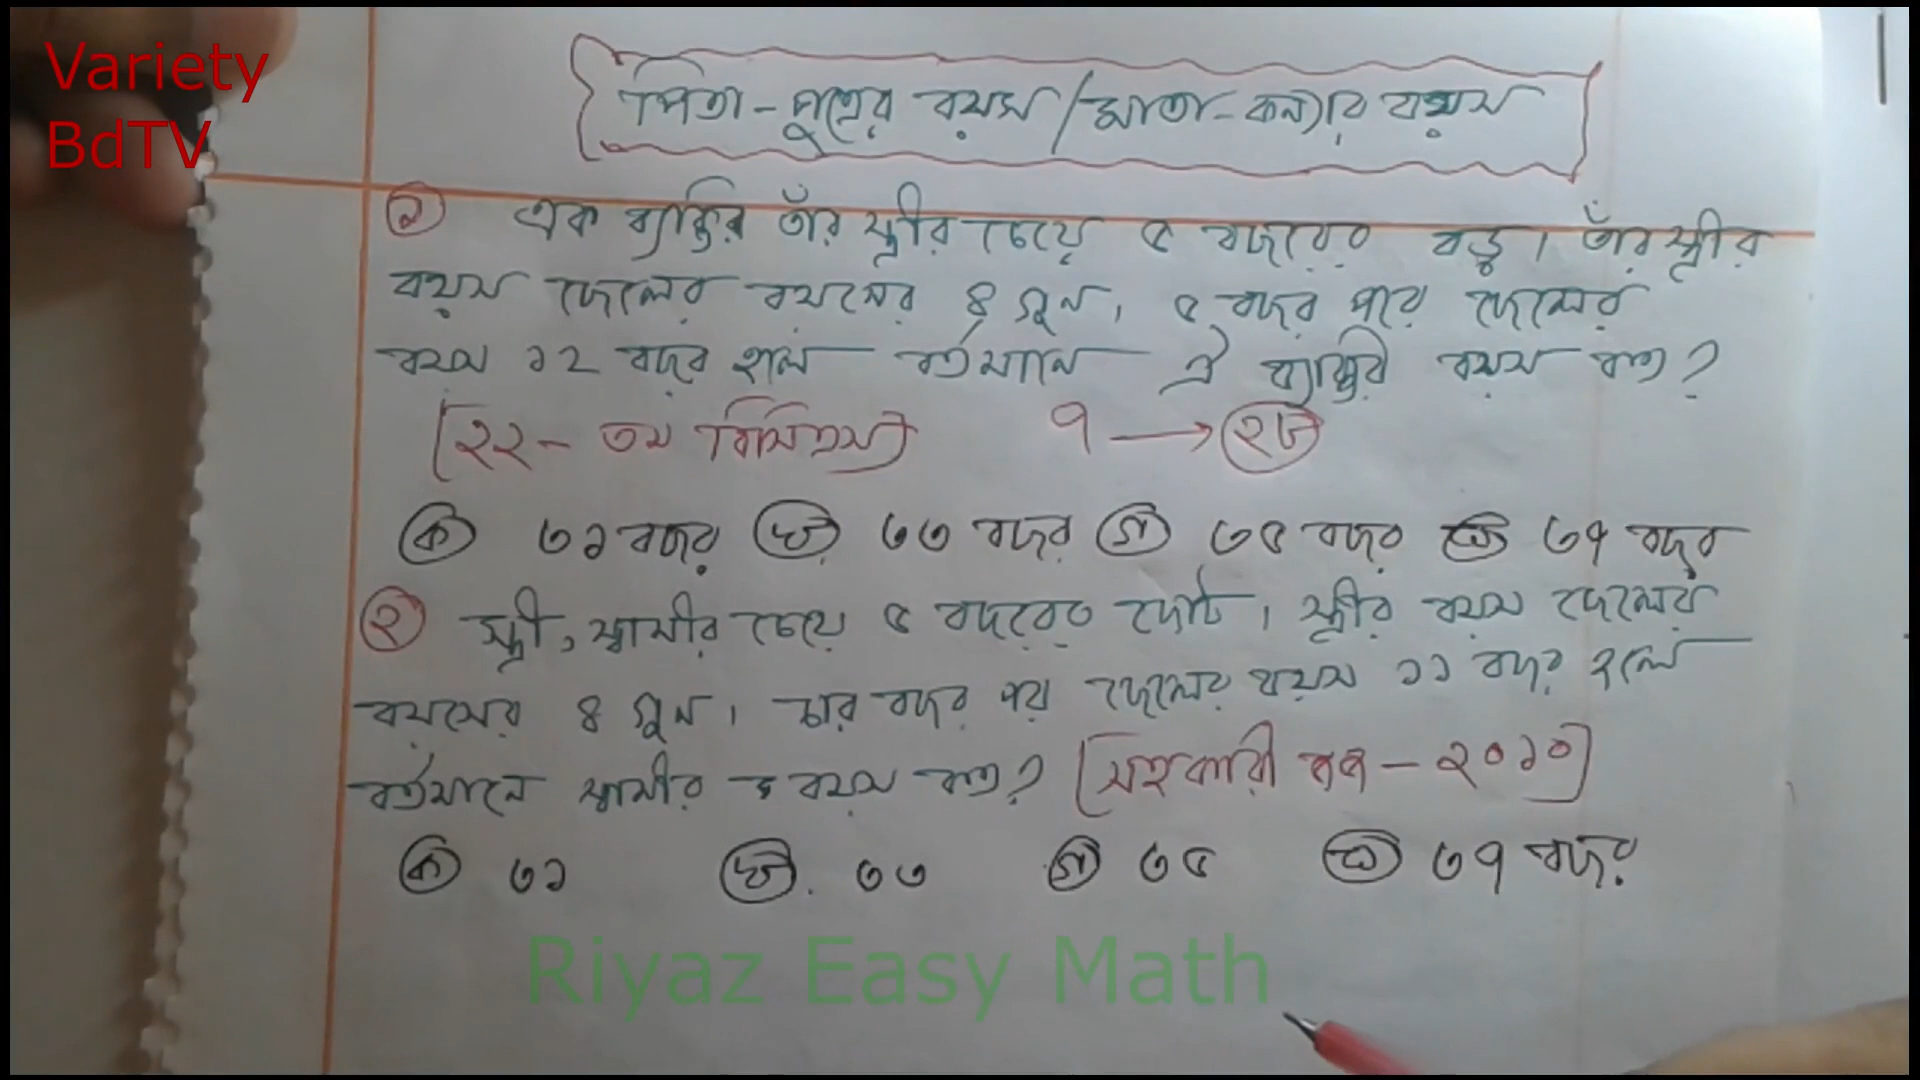 Variety
BdTV
পিতা-পুত্রের বয়স/মাতা-কন্যার বয়স
১ এক ব্যক্তির তাঁর স্ত্রীর চেয়ে ৫ বছরের বড়। তাঁর স্ত্রীর
বয়স ছেলের বয়সের ৪ গুন। ৫ বছর পরে ছেলের
বয়স ১২ বছর হলে বর্তমানে ঐ ব্যক্তির বয়স কত?
[২২-তম বিসিএস] ৭ → ২৮
ক ৩১ বছর খ ৩৩ বছর গ ৩৫ বছর ঘ ৩৭ বছর
২ স্ত্রী, স্বামীর চেয়ে ৫ বছরের ছোট। স্ত্রীর বয়স ছেলের
বয়সের ৪ গুন। চার বছর পর ছেলের বয়স ১১ বছর হলে
বর্তমানে স্বামীর বয়স কত? [সহকারী - ২০১০]
ক ৩১ খ ৩৩ গ ৩৫ ঘ ৩৭ বছর
Riyaz Easy Math